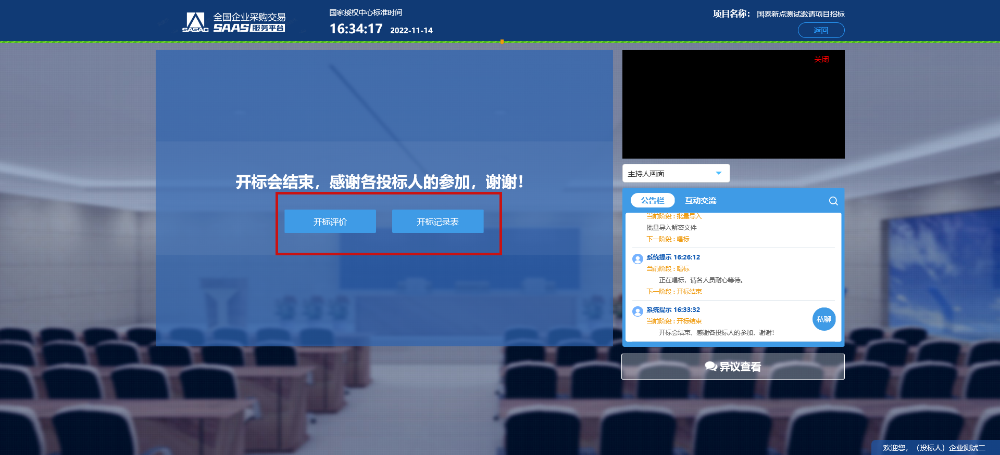 SASAC
全国企业采购交易
SAAS服务平台
国家授权中心标准时间
16:34:17 2022-11-14
项目名称： 国泰新点测试邀请项目招标
返回
开标会结束，感谢各投标人的参加，谢谢！
开标评价 开标记录表
关闭
主持人画面
公告栏 互动交流
当前阶段：批量导入
批量导入解密文件
下一阶段：唱标
系统提示 16:26:12
当前阶段：唱标
正在唱标，请各人员耐心等待。
下一阶段：开标结束
系统提示 16:33:32
当前阶段：开标结束
开标会结束，感谢各投标人的参加，谢谢！
私聊
异议查看
欢迎您，（投标人）企业测试二